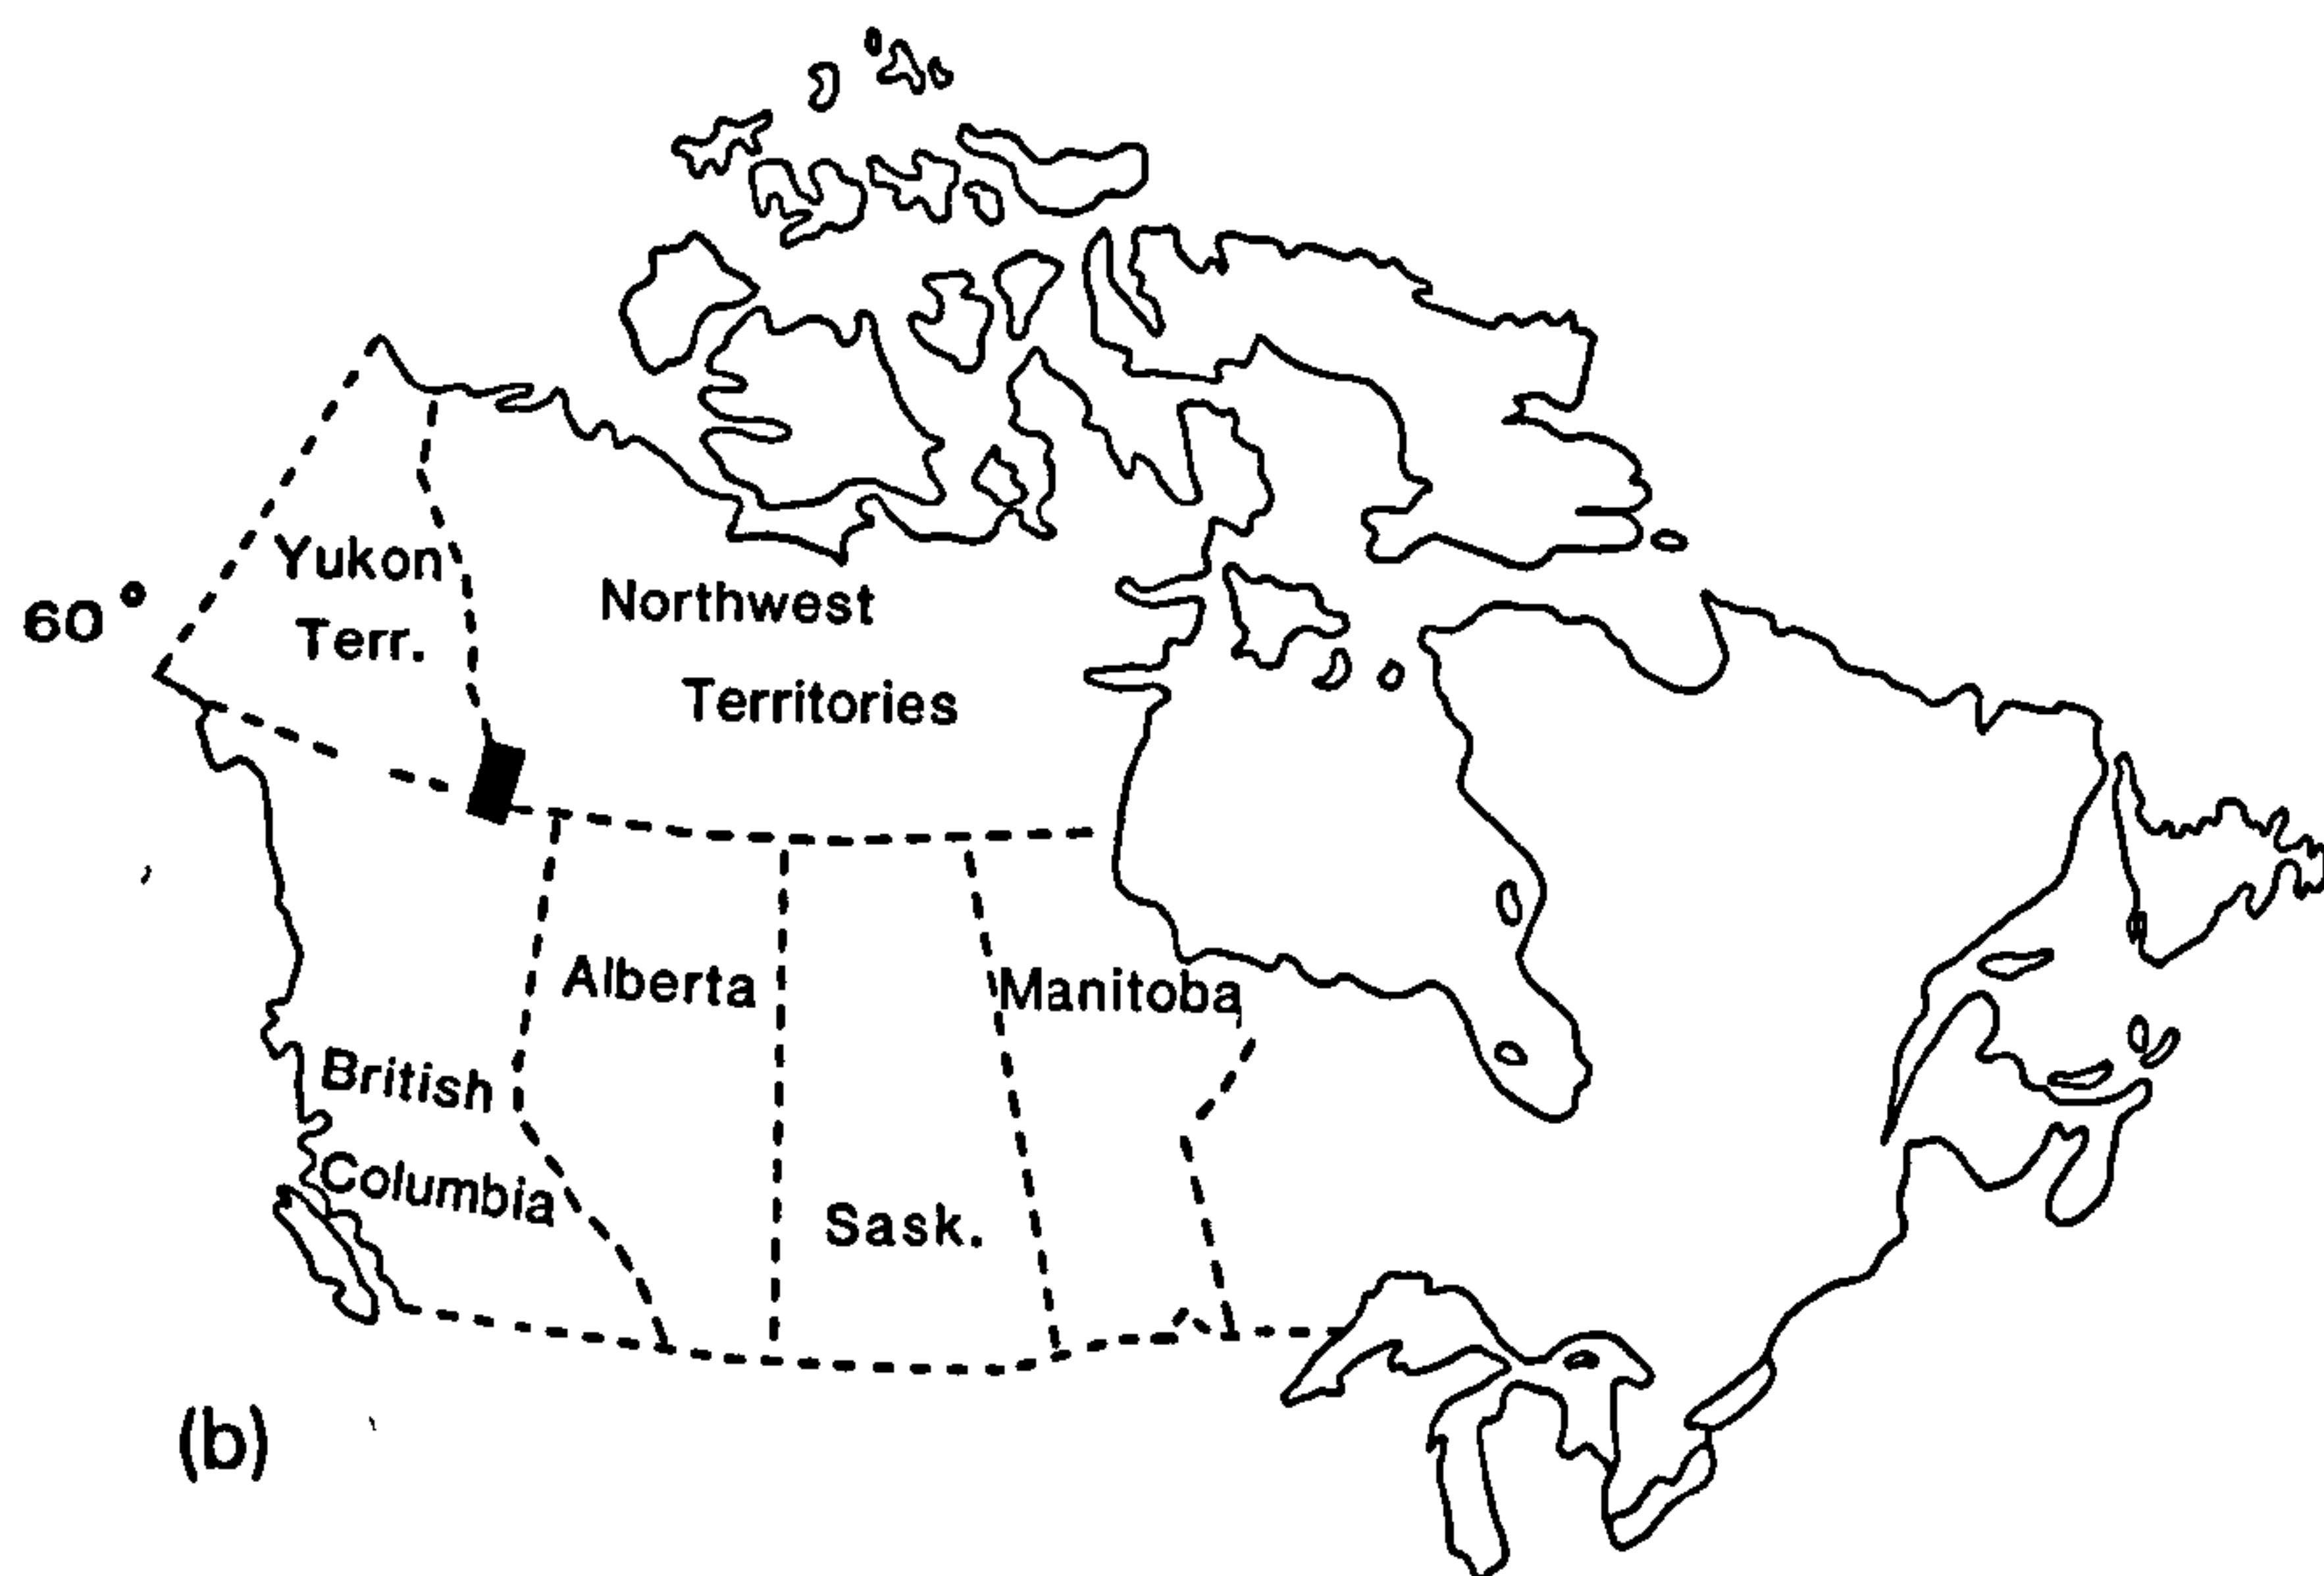 Yukon
Terr.
60°
Northwest
Territories
Alberta
Manitoba
British
Columbia
Sask.
(b)